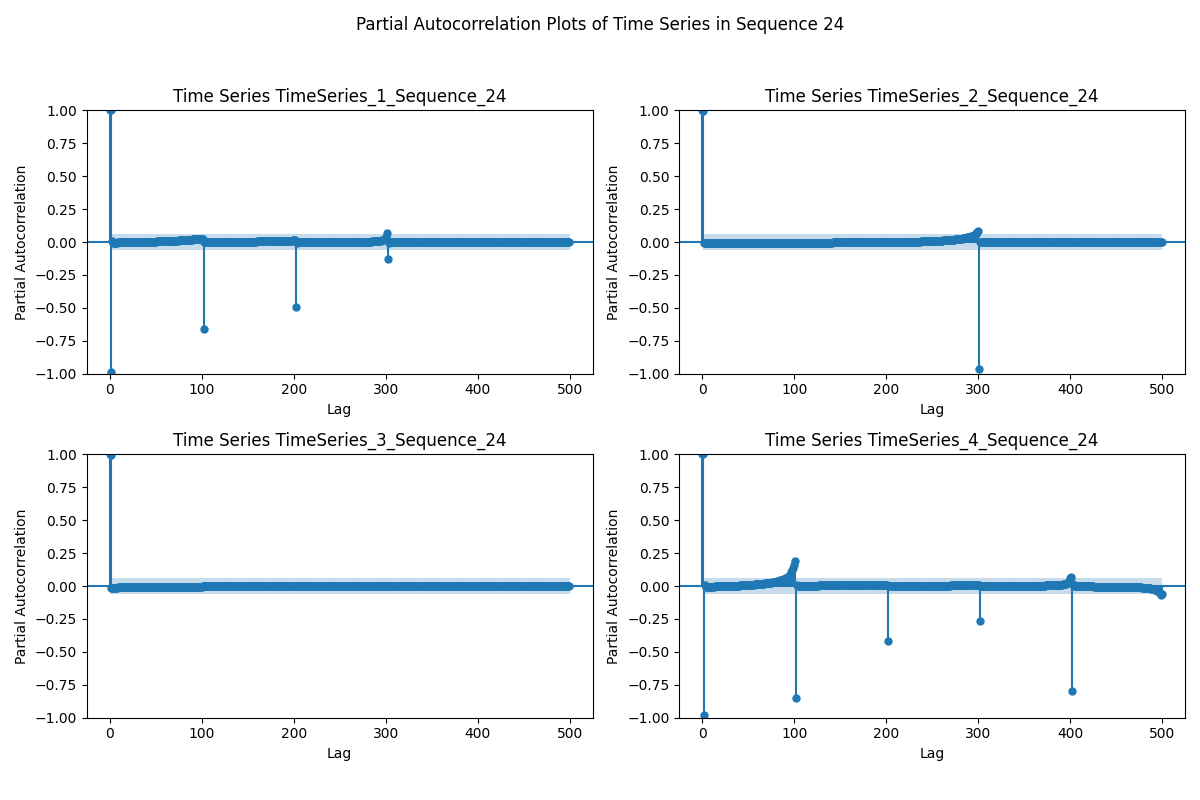 Partial Autocorrelation Plots of Time Series in Sequence 24
Time Series TimeSeries_1_Sequence_24
1.00
0.75
0.50
0.25
0.00
−0.25
−0.50
−0.75
−1.00
Partial Autocorrelation
0 100 200 300 400 500
Lag
Time Series TimeSeries_2_Sequence_24
1.00
0.75
0.50
0.25
0.00
−0.25
−0.50
−0.75
−1.00
Partial Autocorrelation
0 100 200 300 400 500
Lag
Time Series TimeSeries_3_Sequence_24
1.00
0.75
0.50
0.25
0.00
−0.25
−0.50
−0.75
−1.00
Partial Autocorrelation
0 100 200 300 400 500
Lag
Time Series TimeSeries_4_Sequence_24
1.00
0.75
0.50
0.25
0.00
−0.25
−0.50
−0.75
−1.00
Partial Autocorrelation
0 100 200 300 400 500
Lag